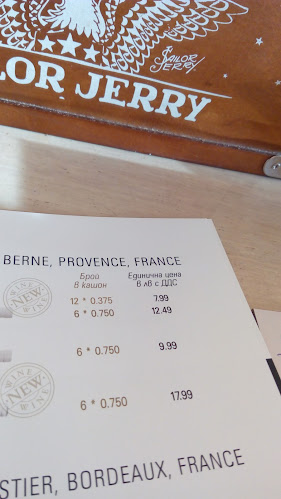 SAILOR
JERRY
LOR JERRY
BERNE, PROVENCE, FRANCE
Брой
в кашон
Единична цена
в лв с ДДС
WINE NEW WINE
12 * 0.375 7.99
6 * 0.750 12.49
6 * 0.750 9.99
WINE NEW WINE
6 * 0.750 17.99
STIER, BORDEAUX, FRANCE